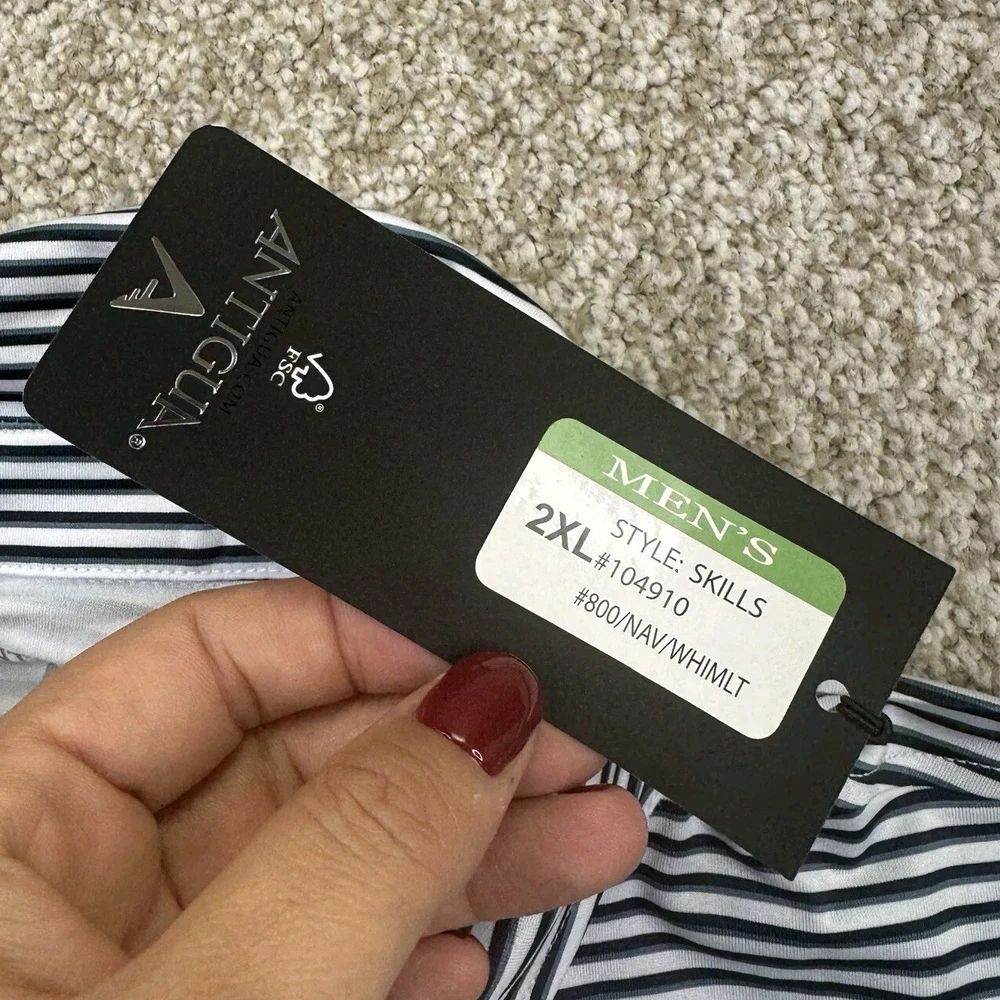 ANTIGUA®
ANTIGUA.COM
FSC®
MEN'S
2XL
STYLE: SKILLS
#104910
#800/NAV/WHIMLT